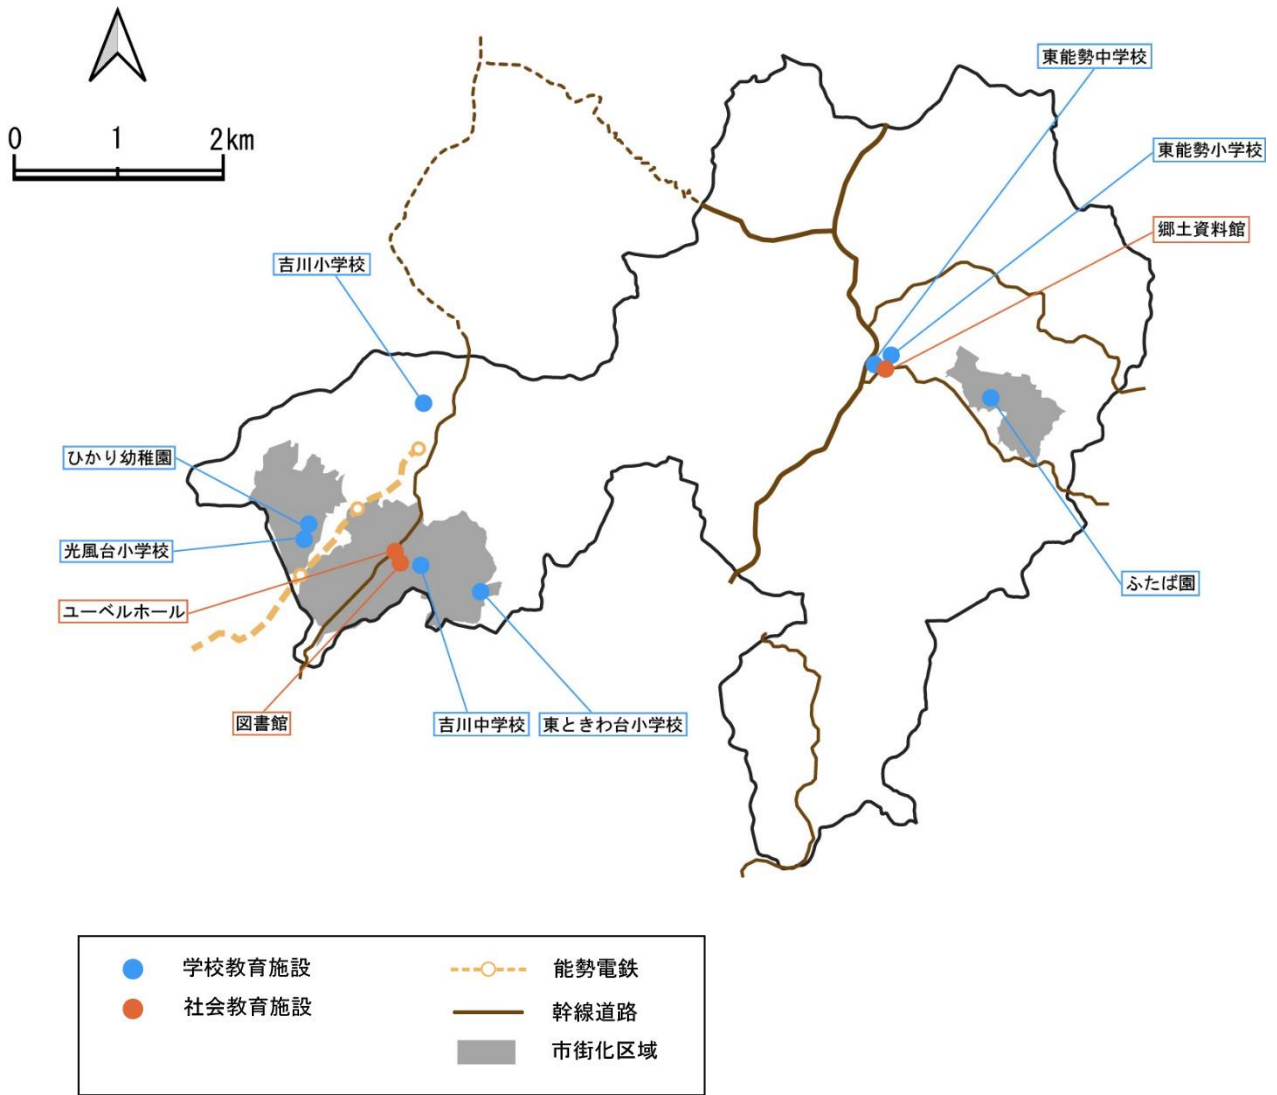 0 1 2km
東能勢中学校
東能勢小学校
郷土資料館
吉川小学校
ひかり幼稚園
光風台小学校
ユーベルホール
ふたば園
図書館
吉川中学校
東ときわ台小学校
学校教育施設
社会教育施設
能勢電鉄
幹線道路
市街化区域